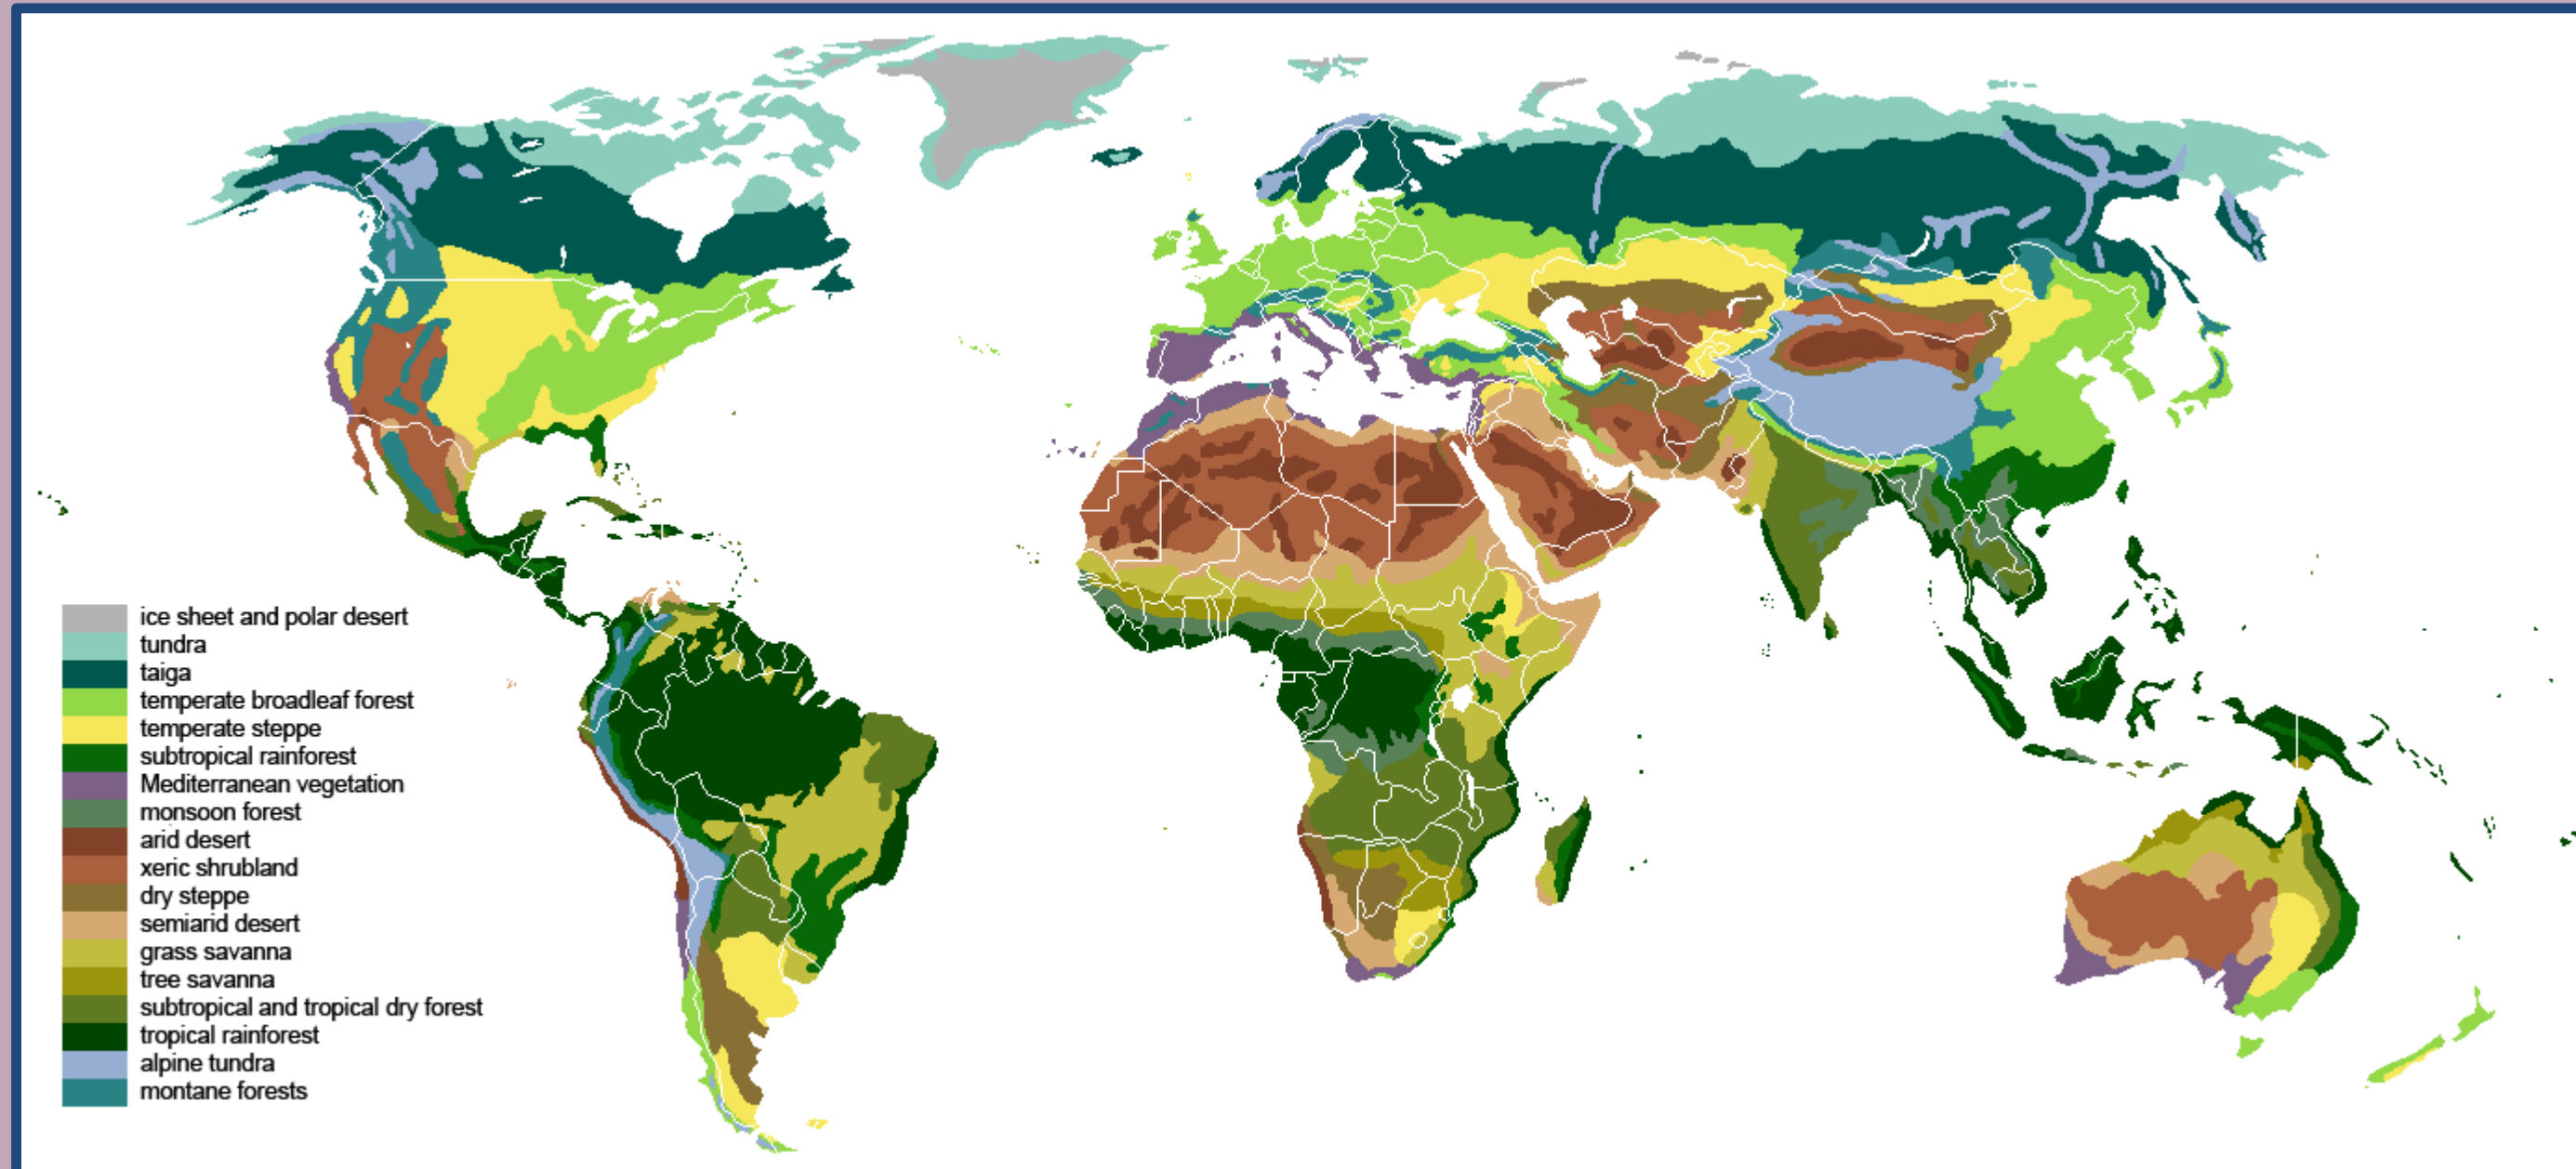 ice sheet and polar desert
tundra
taiga
temperate broadleaf forest
temperate steppe
subtropical rainforest
Mediterranean vegetation
monsoon forest
arid desert
xeric shrubland
dry steppe
semiarid desert
grass savanna
tree savanna
subtropical and tropical dry forest
tropical rainforest
alpine tundra
montane forests